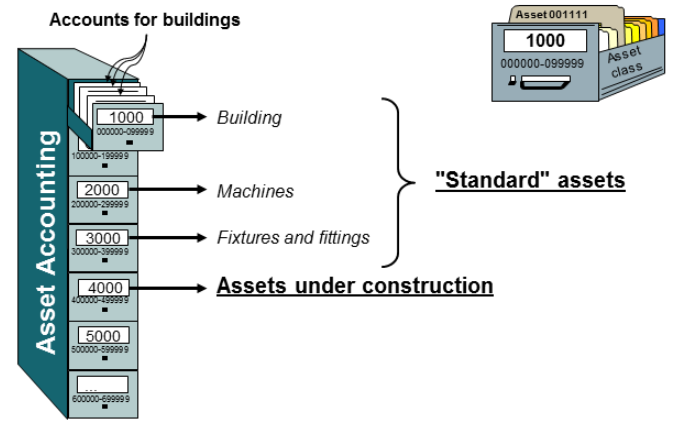 Accounts for buildings
Asset 001111
1000
000000-099999
Asset
class
Asset Accounting
1000
000000-099999
Building
100000-199999
"Standard" assets
2000
200000-299999
Machines
3000
300000-399999
Fixtures and fittings
4000
400000-499999
Assets under construction
5000
500000-599999
...
600000-699999